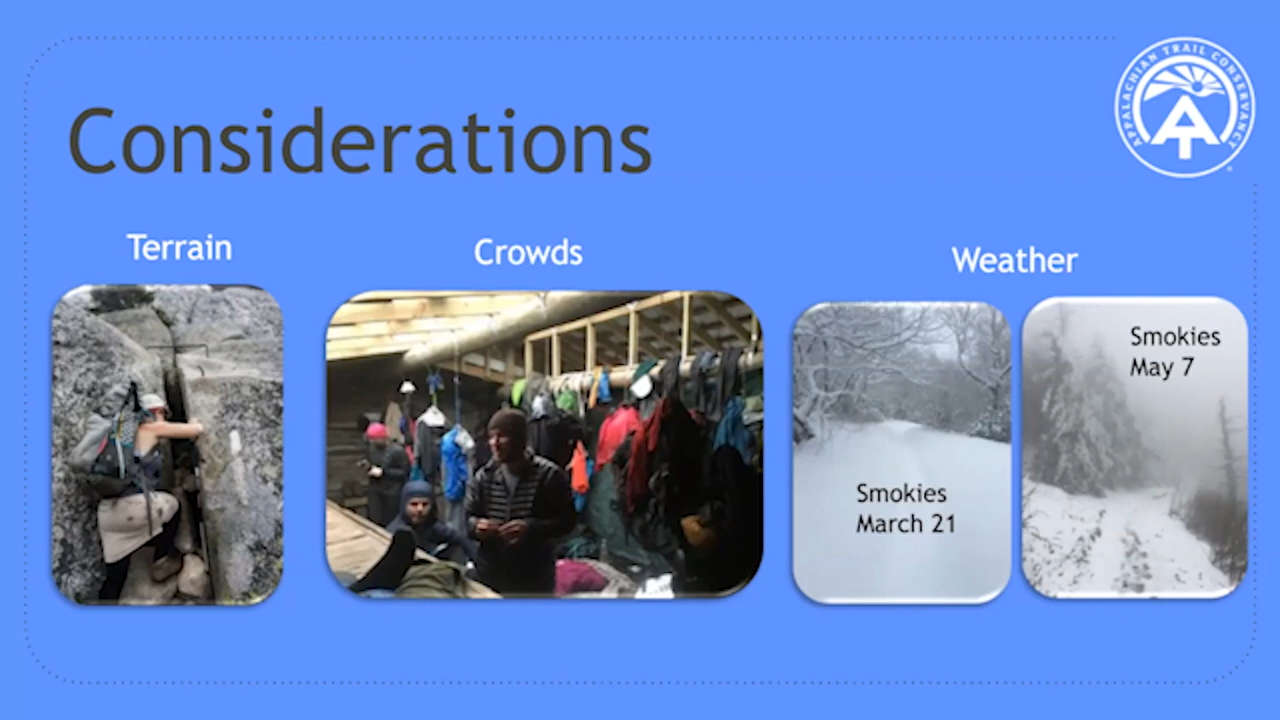 APPALACHIAN TRAIL CONSERVANCY
Considerations
Terrain
Crowds
Weather
Smokies
May 7
Smokies
March 21